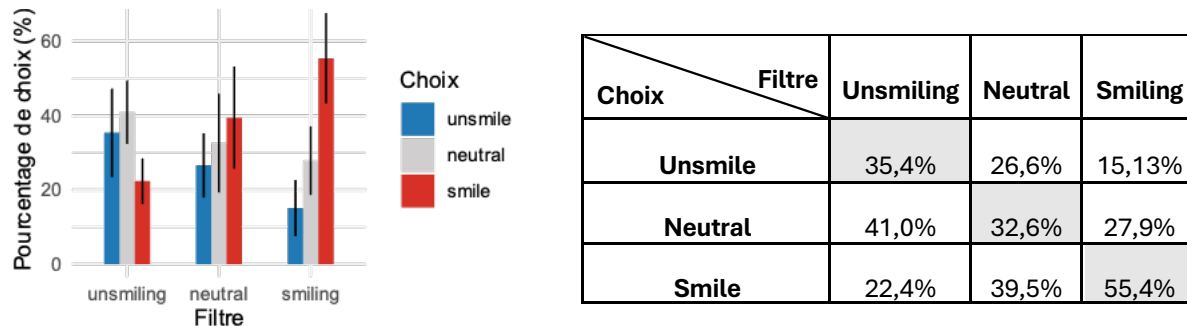 Pourcentage de choix (%)
60
40
20
0
unsmiling neutral smiling
Filtre
Choix
unsmile
neutral
smile
Filtre
Choix
Unsmiling Neutral Smiling
Unsmile 35,4% 26,6% 15,13%
Neutral 41,0% 32,6% 27,9%
Smile 22,4% 39,5% 55,4%